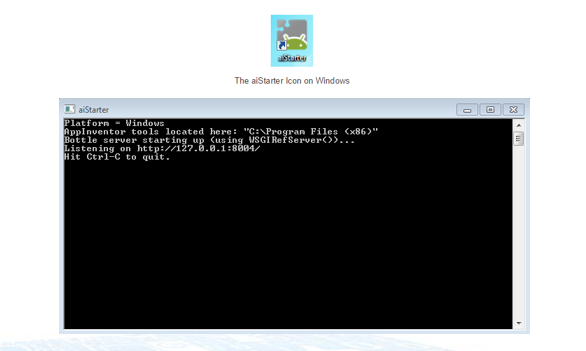 aiStarter
The aiStarter Icon on Windows
aiStarter
Platform = Windows
AppInventor tools located here: "C:\Program Files (x86)"
Bottle server starting up (using WSGIRefServer())...
Listening on http://127.0.0.1:8004/
Hit Ctrl-C to quit.